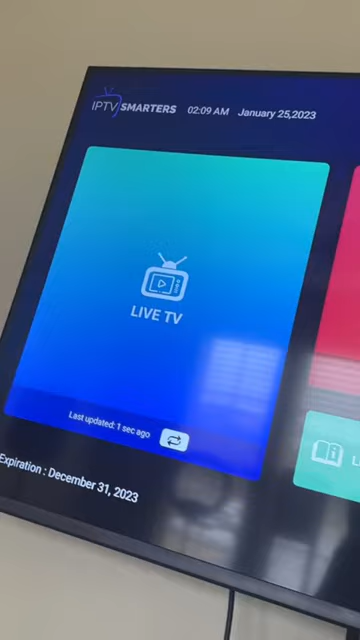 IPTV SMARTERS 02:09 AM January 25,2023
LIVE TV
Last updated: 1 sec ago
Expiration : December 31, 2023